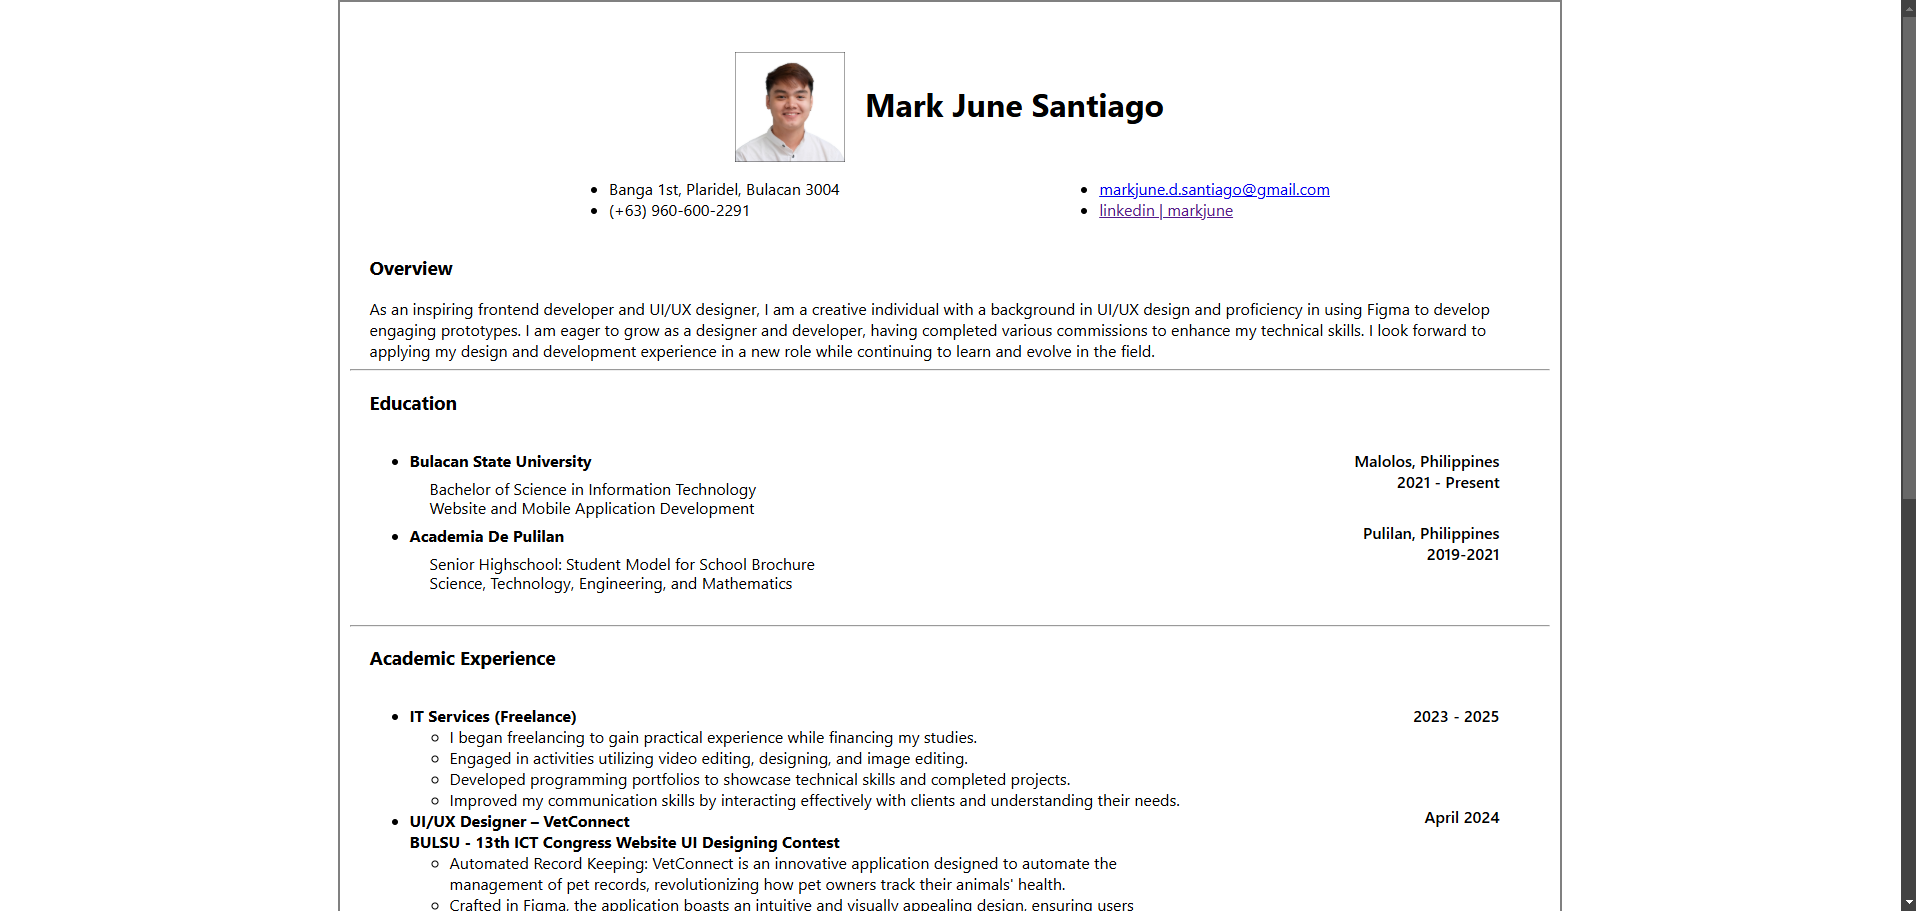 Mark June Santiago
Banga 1st, Plaridel, Bulacan 3004
(+63) 960-600-2291
markjune.d.santiago@gmail.com
linkedin | markjune
Overview
As an inspiring frontend developer and UI/UX designer, I am a creative individual with a background in UI/UX design and proficiency in using Figma to develop
engaging prototypes. I am eager to grow as a designer and developer, having completed various commissions to enhance my technical skills. I look forward to
applying my design and development experience in a new role while continuing to learn and evolve in the field.
Education
Bulacan State University
Malolos, Philippines
2021 - Present
Bachelor of Science in Information Technology
Website and Mobile Application Development
Academia De Pulilan
Pulilan, Philippines
2019-2021
Senior Highschool: Student Model for School Brochure
Science, Technology, Engineering, and Mathematics
Academic Experience
IT Services (Freelance)
2023 - 2025
I began freelancing to gain practical experience while financing my studies.
Engaged in activities utilizing video editing, designing, and image editing.
Developed programming portfolios to showcase technical skills and completed projects.
Improved my communication skills by interacting effectively with clients and understanding their needs.
UI/UX Designer – VetConnect
April 2024
BULSU - 13th ICT Congress Website UI Designing Contest
Automated Record Keeping: VetConnect is an innovative application designed to automate the
management of pet records, revolutionizing how pet owners track their animals' health.
Crafted in Figma, the application boasts an intuitive and visually appealing design, ensuring users